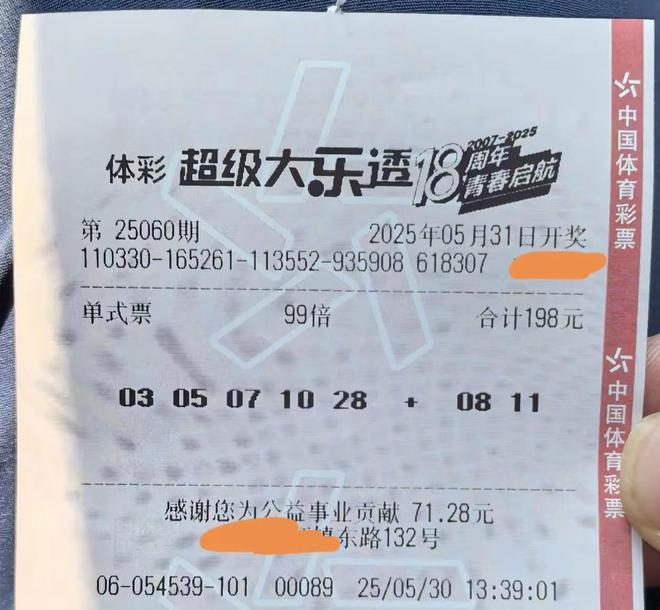 体彩 超级大乐透 18周年 2007-2025 青春启航
第 25060期 2025年05月31日开奖
110330-165261-113552-935908 618307
单式票 99倍 合计198元
03 05 07 10 28 + 08 11
感谢您为公益事业贡献 71.28元
东路132号
06-054539-101 00089 25/05/30 13:39:01
中国体育彩票
中国体育彩票